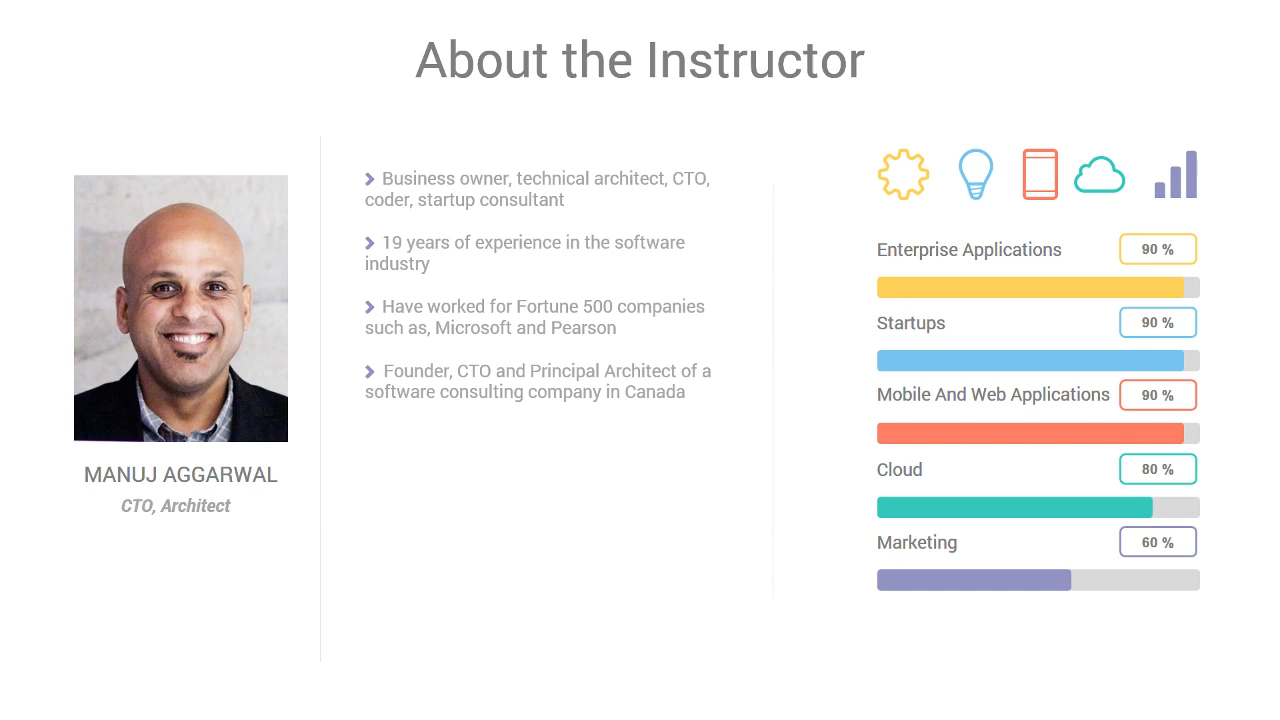 About the Instructor
MANUJ AGGARWAL
CTO, Architect
Business owner, technical architect, CTO,
coder, startup consultant
19 years of experience in the software
industry
Have worked for Fortune 500 companies
such as, Microsoft and Pearson
Founder, CTO and Principal Architect of a
software consulting company in Canada
Enterprise Applications 90 %
Startups 90 %
Mobile And Web Applications 90 %
Cloud 80 %
Marketing 60 %